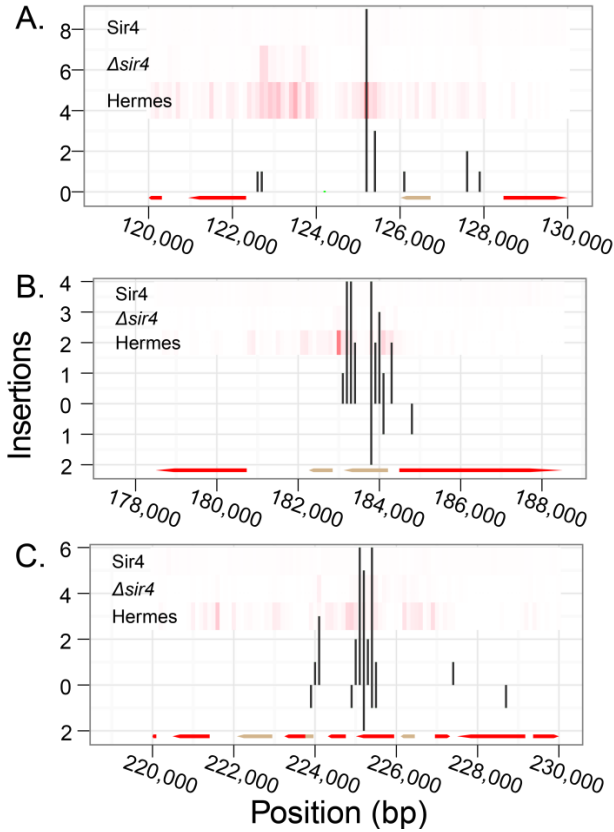 A.
8
6
4
2
0
Sir4
Δsir4
Hermes
120,000 122,000 124,000 126,000 128,000 130,000
B.
4
3
2
1
0
1
2
Sir4
Δsir4
Hermes
178,000 180,000 182,000 184,000 186,000 188,000
Insertions
C.
6
4
2
0
2
Sir4
Δsir4
Hermes
220,000 222,000 224,000 226,000 228,000 230,000
Position (bp)